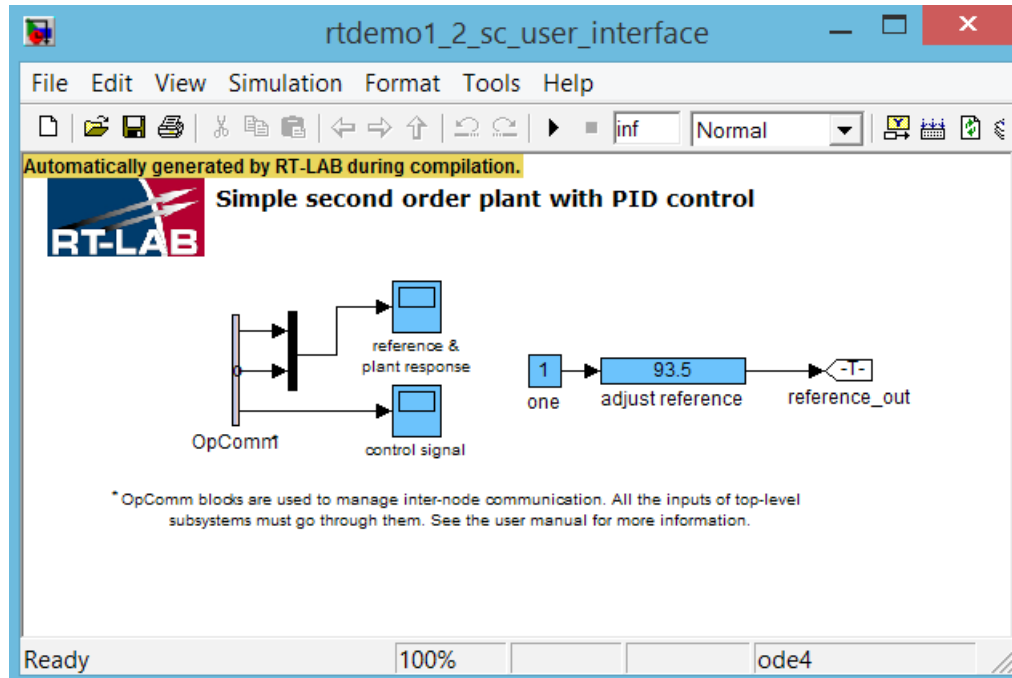 rtdemo1_2_sc_user_interface
File Edit View Simulation Format Tools Help
inf Normal
Automatically generated by RT-LAB during compilation.
RT-LAB
Simple second order plant with PID control
reference &
plant response
1
93.5
-T-
one
adjust reference
reference_out
OpComm*
control signal
* OpComm blocks are used to manage inter-node communication. All the inputs of top-level
subsystems must go through them. See the user manual for more information.
Ready 100% ode4